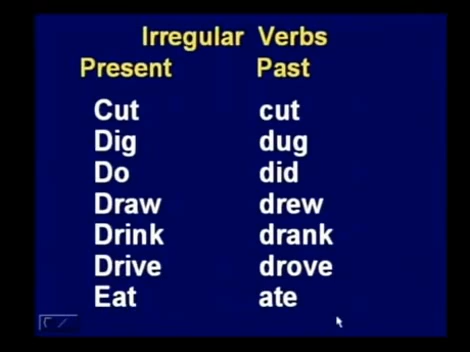 Irregular Verbs
Present Past
Cut cut
Dig dug
Do did
Draw drew
Drink drank
Drive drove
Eat ate